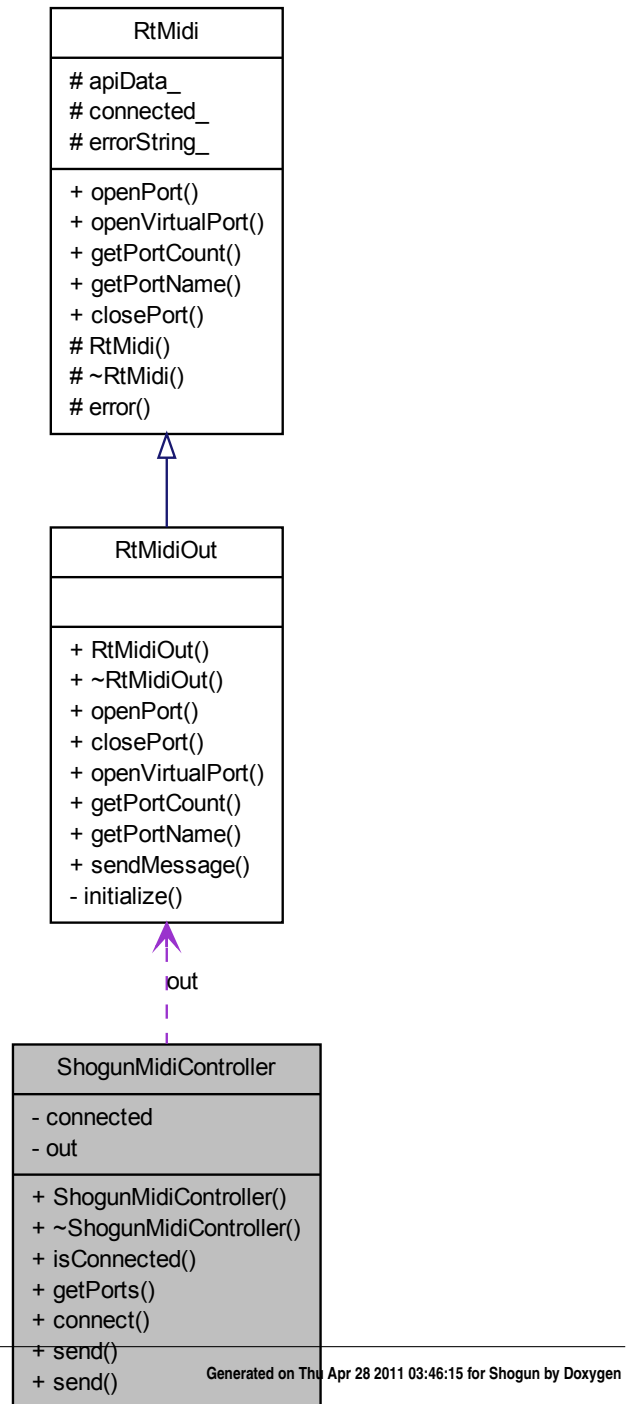 RtMidi
# apiData_
# connected_
# errorString_
+ openPort()
+ openVirtualPort()
+ getPortCount()
+ getPortName()
+ closePort()
# RtMidi()
# ~RtMidi()
# error()
RtMidiOut
+ RtMidiOut()
+ ~RtMidiOut()
+ openPort()
+ closePort()
+ openVirtualPort()
+ getPortCount()
+ getPortName()
+ sendMessage()
- initialize()
out
ShogunMidiController
- connected
- out
+ ShogunMidiController()
+ ~ShogunMidiController()
+ isConnected()
+ getPorts()
+ connect()
+ send()
+ send()
Generated on Thu Apr 28 2011 03:46:15 for Shogun by Doxygen